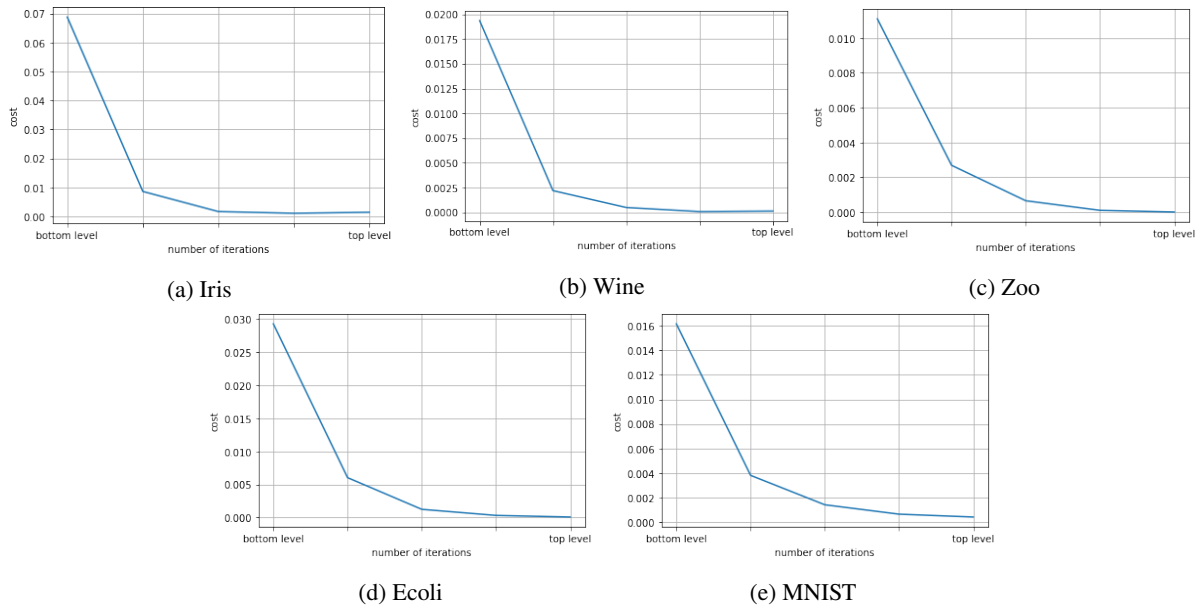 0.07
0.06
0.05
0.04
0.03
0.02
0.01
0.00
cost
bottom level
top level
number of iterctions
(a) Iris
0.0200
0.0175
0.0150
0.0125
0.0100
0.0075
0.0050
0.0025
0.0000
cost
bottom level
top level
number of iterctions
(b) Wine
0.010
0.008
0.006
0.004
0.002
0.000
cost
bottom level
top level
number of iterctions
(c) Zoo
0.030
0.025
0.020
0.015
0.010
0.005
0.000
cost
bottom level
top level
number of iterctions
(d) Ecoli
0.016
0.014
0.012
0.010
0.008
0.006
0.004
0.002
0.000
cost
bottom level
top level
number of iterctions
(e) MNIST